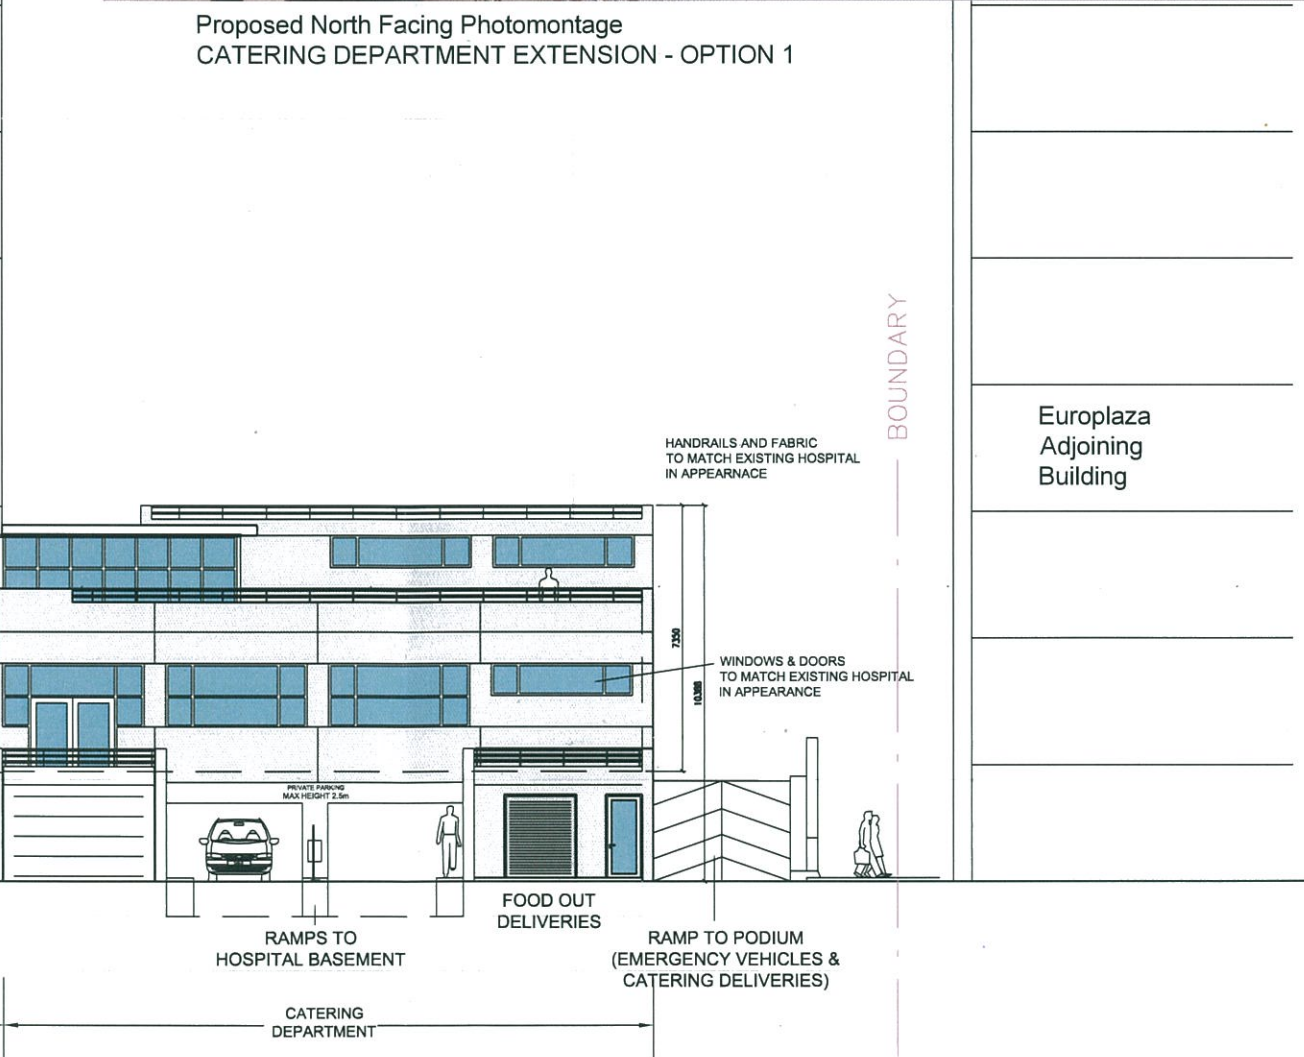 Proposed North Facing Photomontage
CATERING DEPARTMENT EXTENSION - OPTION 1
BOUNDARY
Europlaza
Adjoining
Building
HANDRAILS AND FABRIC
TO MATCH EXISTING HOSPITAL
IN APPEARNACE
7350
10388
WINDOWS & DOORS
TO MATCH EXISTING HOSPITAL
IN APPEARANCE
PRIVATE PARKING
MAX HEIGHT 2.5m
FOOD OUT
DELIVERIES
RAMPS TO
HOSPITAL BASEMENT
RAMP TO PODIUM
(EMERGENCY VEHICLES &
CATERING DELIVERIES)
CATERING
DEPARTMENT